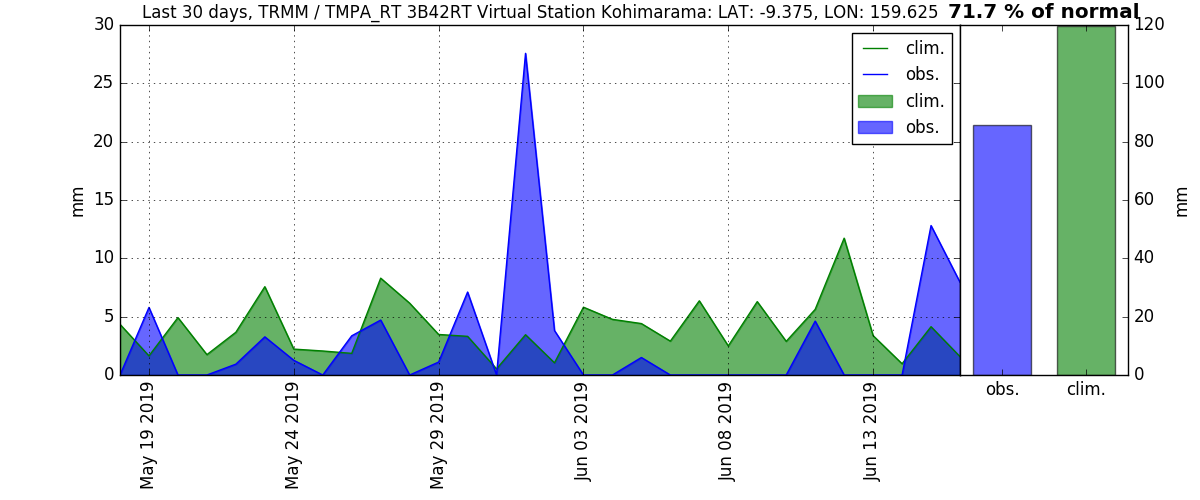 Last 30 days, TRMM / TMPA_RT 3B42RT Virtual Station Kohimarama: LAT: -9.375, LON: 159.625 71.7 % of normal
30
25
20
15
10
5
0
mm
clim.
obs.
clim.
obs.
120
100
80
60
40
20
0
mm
May 19 2019
May 24 2019
May 29 2019
Jun 03 2019
Jun 08 2019
Jun 13 2019
obs.
clim.